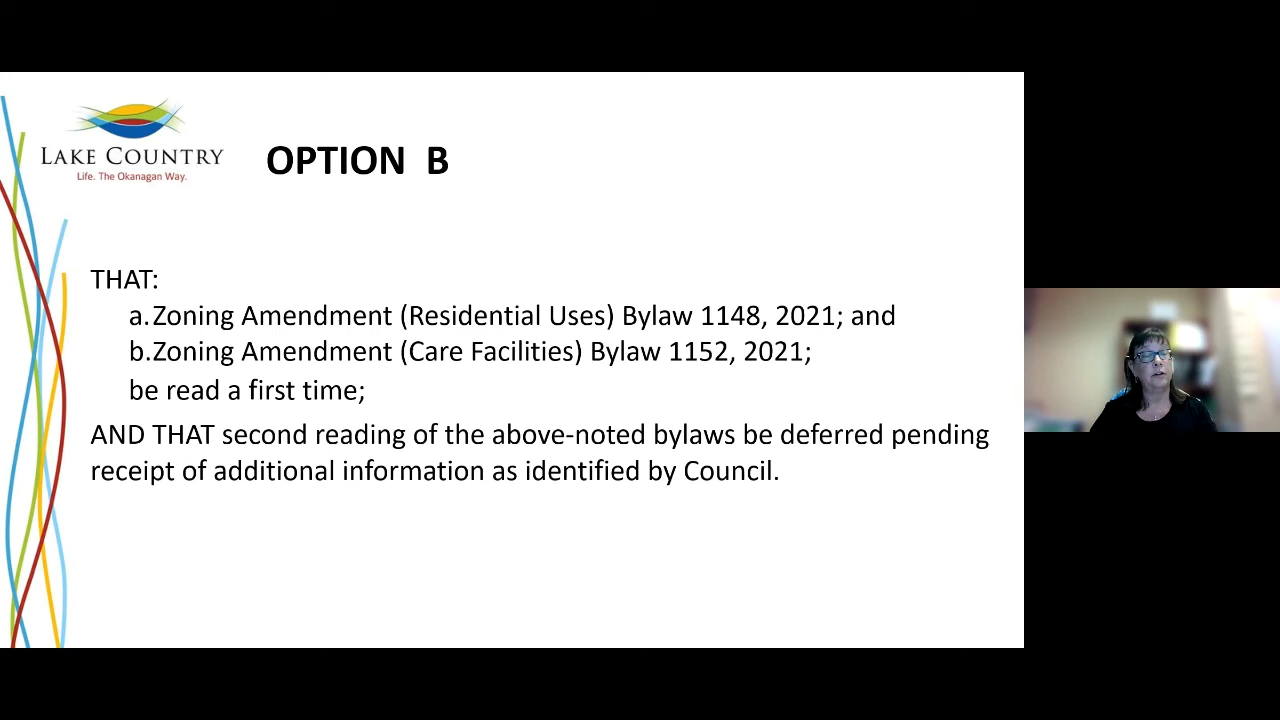 LAKE COUNTRY
Life. The Okanagan Way.
OPTION B
THAT:
a. Zoning Amendment (Residential Uses) Bylaw 1148, 2021; and
b. Zoning Amendment (Care Facilities) Bylaw 1152, 2021;
be read a first time;
AND THAT second reading of the above-noted bylaws be deferred pending
receipt of additional information as identified by Council.